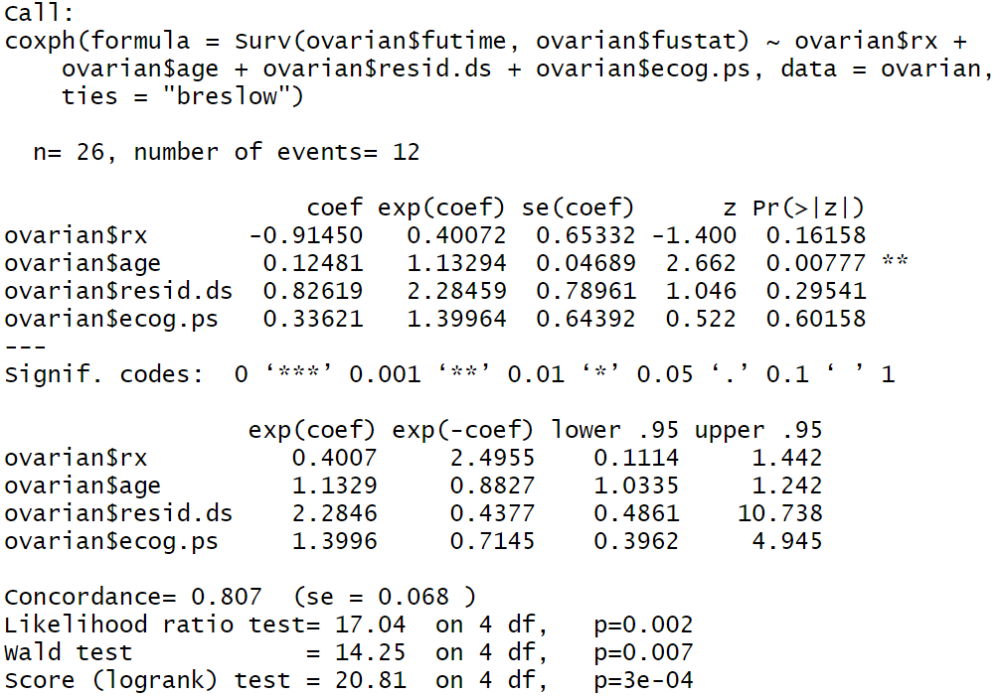 Call:
coxph(formula = Surv(ovarian$futime, ovarian$fustat) ~ ovarian$rx +
    ovarian$age + ovarian$resid.ds + ovarian$ecog.ps, data = ovarian,
    ties = "breslow")

  n= 26, number of events= 12

                     coef exp(coef) se(coef)      z Pr(>|z|)
ovarian$rx       -0.91450   0.40072  0.65332 -1.400  0.16158
ovarian$age       0.12481   1.13294  0.04689  2.662  0.00777 **
ovarian$resid.ds  0.82619   2.28459  0.78961  1.046  0.29541
ovarian$ecog.ps   0.33621   1.39964  0.64392  0.522  0.60158
---
Signif. codes:  0 ‘***’ 0.001 ‘**’ 0.01 ‘*’ 0.05 ‘.’ 0.1 ‘ ’ 1

                 exp(coef) exp(-coef) lower .95 upper .95
ovarian$rx          0.4007     2.4955    0.1114     1.442
ovarian$age         1.1329     0.8827    1.0335     1.242
ovarian$resid.ds    2.2846     0.4377    0.4861    10.738
ovarian$ecog.ps     1.3996     0.7145    0.3962     4.945

Concordance= 0.807  (se = 0.068 )
Likelihood ratio test= 17.04  on 4 df,   p=0.002
Wald test            = 14.25  on 4 df,   p=0.007
Score (logrank) test = 20.81  on 4 df,   p=3e-04